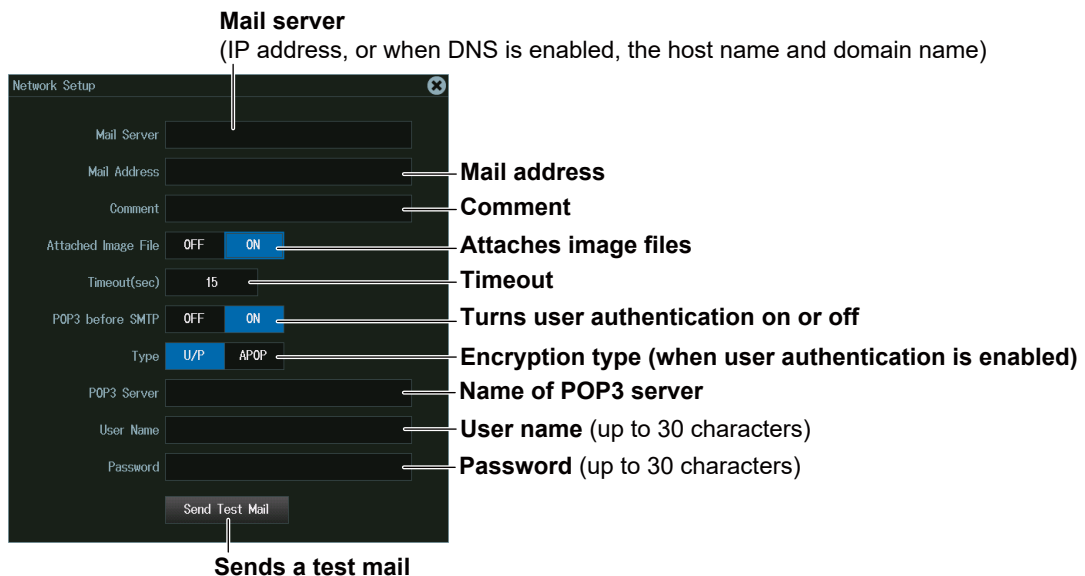 Mail server
(IP address, or when DNS is enabled, the host name and domain name)
Network Setup
Mail Server
Mail Address
Mail address
Comment
Comment
Attached Image File OFF ON
Attaches image files
Timeout(sec) 15
Timeout
POP3 before SMTP OFF ON
Turns user authentication on or off
Type U/P APOP
Encryption type (when user authentication is enabled)
POP3 Server
Name of POP3 server
User Name
User name (up to 30 characters)
Password
Password (up to 30 characters)
Send Test Mail
Sends a test mail